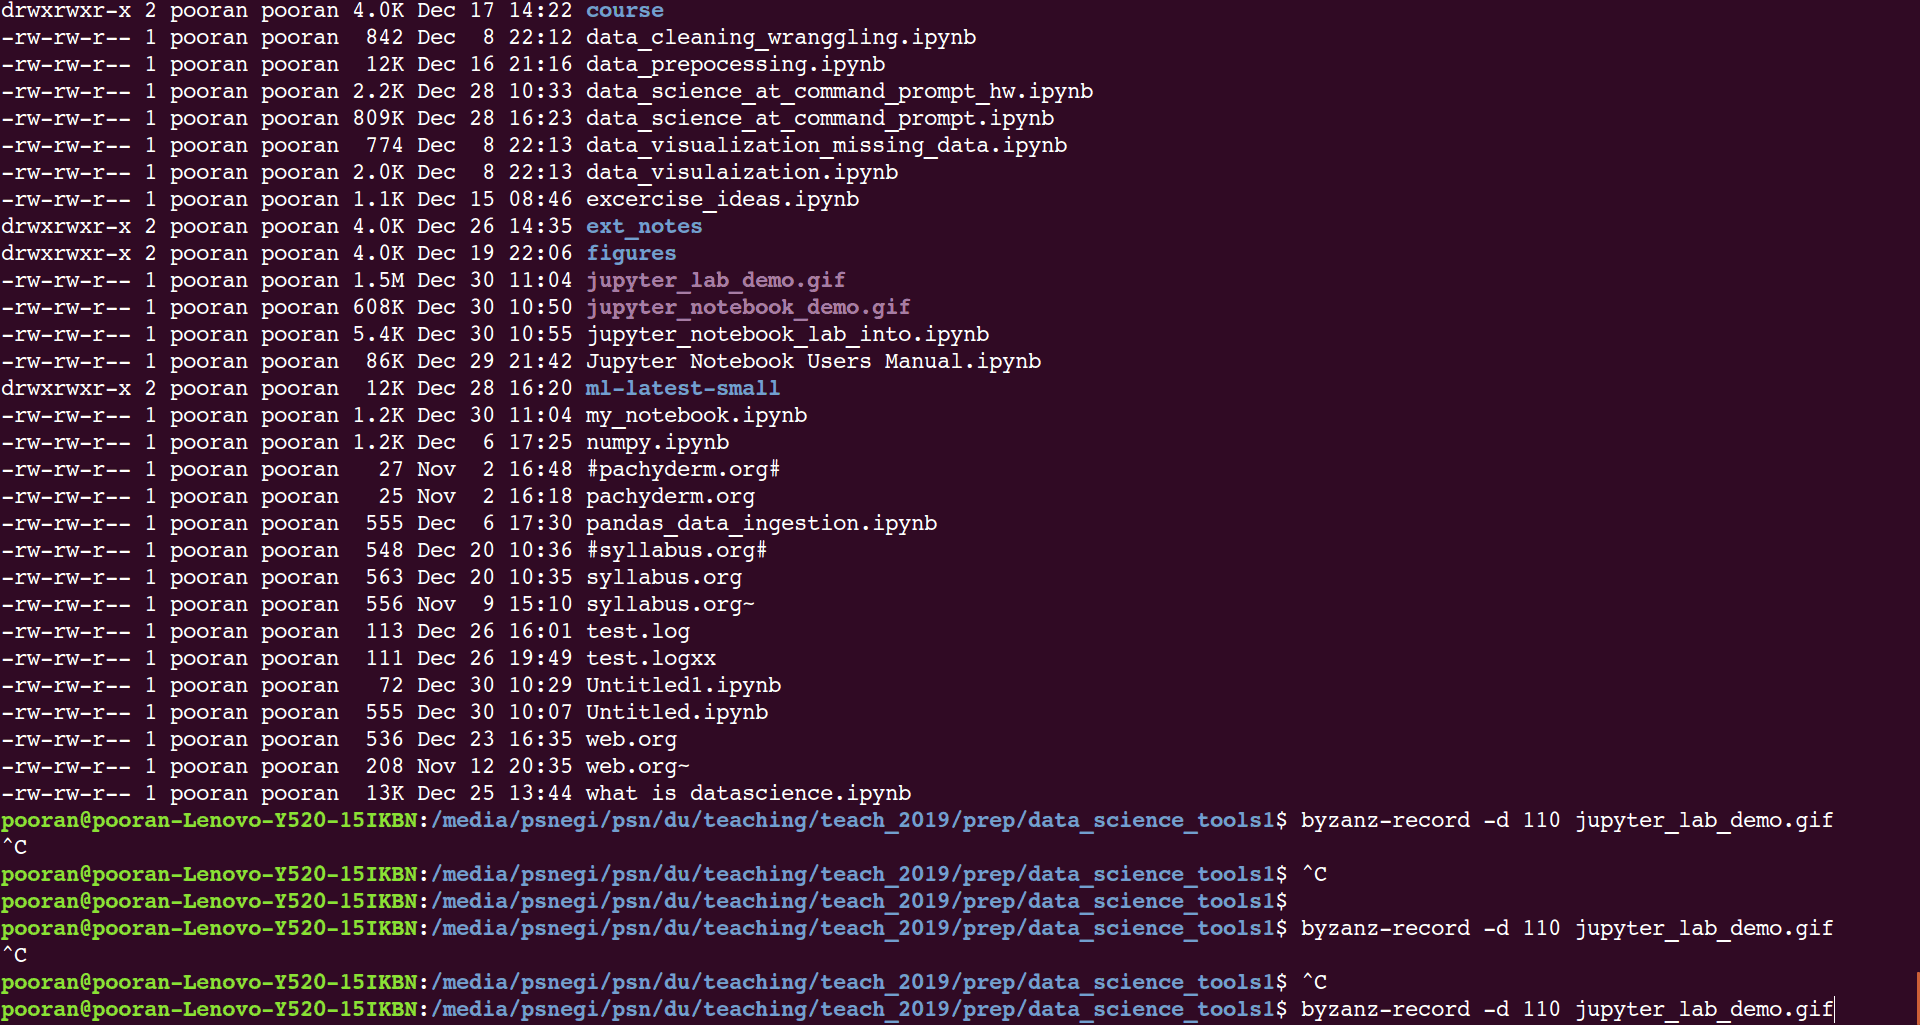 drwxrwxr-x 2 pooran pooran 4.0K Dec 17 14:22 course
-rw-rw-r-- 1 pooran pooran  842 Dec  8 22:12 data_cleaning_wranggling.ipynb
-rw-rw-r-- 1 pooran pooran  12K Dec 16 21:16 data_prepocessing.ipynb
-rw-rw-r-- 1 pooran pooran 2.2K Dec 28 10:33 data_science_at_command_prompt_hw.ipynb
-rw-rw-r-- 1 pooran pooran 809K Dec 28 16:23 data_science_at_command_prompt.ipynb
-rw-rw-r-- 1 pooran pooran  774 Dec  8 22:13 data_visualization_missing_data.ipynb
-rw-rw-r-- 1 pooran pooran 2.0K Dec  8 22:13 data_visulaization.ipynb
-rw-rw-r-- 1 pooran pooran 1.1K Dec 15 08:46 excercise_ideas.ipynb
drwxrwxr-x 2 pooran pooran 4.0K Dec 26 14:35 ext_notes
drwxrwxr-x 2 pooran pooran 4.0K Dec 19 22:06 figures
-rw-rw-r-- 1 pooran pooran 1.5M Dec 30 11:04 jupyter_lab_demo.gif
-rw-rw-r-- 1 pooran pooran 608K Dec 30 10:50 jupyter_notebook_demo.gif
-rw-rw-r-- 1 pooran pooran 5.4K Dec 30 10:55 jupyter_notebook_lab_into.ipynb
-rw-rw-r-- 1 pooran pooran  86K Dec 29 21:42 Jupyter Notebook Users Manual.ipynb
drwxrwxr-x 2 pooran pooran  12K Dec 28 16:20 ml-latest-small
-rw-rw-r-- 1 pooran pooran 1.2K Dec 30 11:04 my_notebook.ipynb
-rw-rw-r-- 1 pooran pooran 1.2K Dec  6 17:25 numpy.ipynb
-rw-rw-r-- 1 pooran pooran   27 Nov  2 16:48 #pachyderm.org#
-rw-rw-r-- 1 pooran pooran   25 Nov  2 16:18 pachyderm.org
-rw-rw-r-- 1 pooran pooran  555 Dec  6 17:30 pandas_data_ingestion.ipynb
-rw-rw-r-- 1 pooran pooran  548 Dec 20 10:36 #syllabus.org#
-rw-rw-r-- 1 pooran pooran  563 Dec 20 10:35 syllabus.org
-rw-rw-r-- 1 pooran pooran  556 Nov  9 15:10 syllabus.org~
-rw-rw-r-- 1 pooran pooran  113 Dec 26 16:01 test.log
-rw-rw-r-- 1 pooran pooran  111 Dec 26 19:49 test.logxx
-rw-rw-r-- 1 pooran pooran   72 Dec 30 10:29 Untitled1.ipynb
-rw-rw-r-- 1 pooran pooran  555 Dec 30 10:07 Untitled.ipynb
-rw-rw-r-- 1 pooran pooran  536 Dec 23 16:35 web.org
-rw-rw-r-- 1 pooran pooran  208 Nov 12 20:35 web.org~
-rw-rw-r-- 1 pooran pooran  13K Dec 25 13:44 what is datascience.ipynb
pooran@pooran-Lenovo-Y520-15IKBN:/media/psnegi/psn/du/teaching/teach_2019/prep/data_science_tools1$ byzanz-record -d 110 jupyter_lab_demo.gif
^C
pooran@pooran-Lenovo-Y520-15IKBN:/media/psnegi/psn/du/teaching/teach_2019/prep/data_science_tools1$ ^C
pooran@pooran-Lenovo-Y520-15IKBN:/media/psnegi/psn/du/teaching/teach_2019/prep/data_science_tools1$
pooran@pooran-Lenovo-Y520-15IKBN:/media/psnegi/psn/du/teaching/teach_2019/prep/data_science_tools1$ byzanz-record -d 110 jupyter_lab_demo.gif
^C
pooran@pooran-Lenovo-Y520-15IKBN:/media/psnegi/psn/du/teaching/teach_2019/prep/data_science_tools1$ ^C
pooran@pooran-Lenovo-Y520-15IKBN:/media/psnegi/psn/du/teaching/teach_2019/prep/data_science_tools1$ byzanz-record -d 110 jupyter_lab_demo.gif